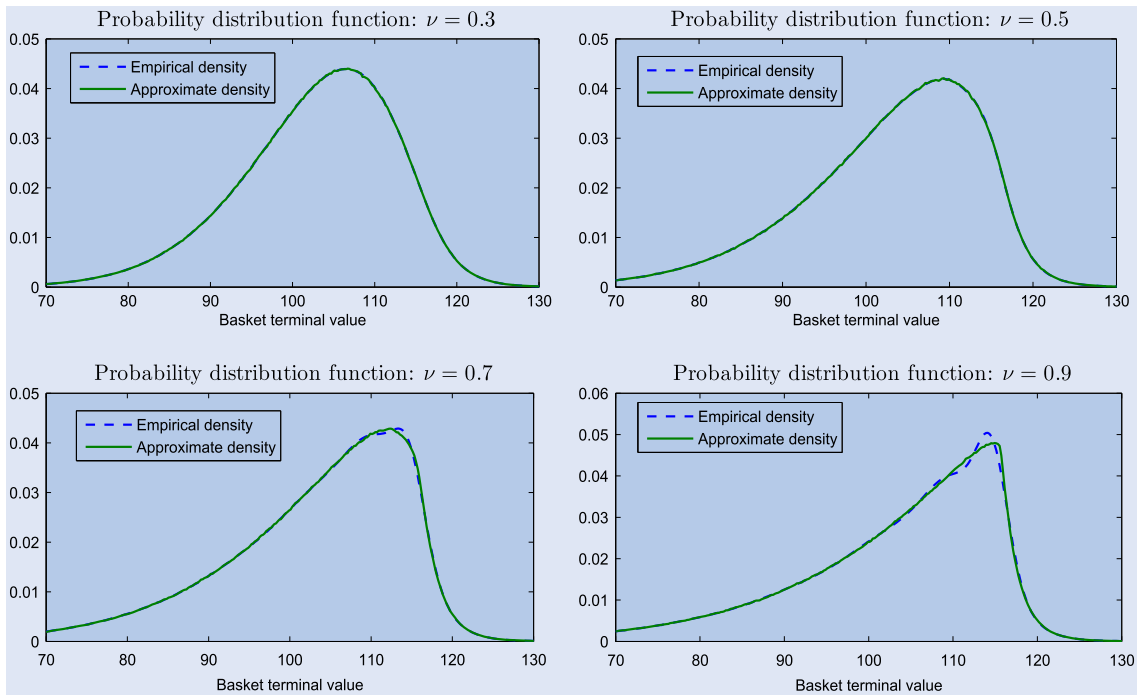 Probability distribution function: ν = 0.3
0.05
0.04
0.03
0.02
0.01
0
Empirical density
Approximate density
70 80 90 100 110 120 130
Basket terminal value
Probability distribution function: ν = 0.5
0.05
0.04
0.03
0.02
0.01
0
Empirical density
Approximate density
70 80 90 100 110 120 130
Basket terminal value
Probability distribution function: ν = 0.7
0.05
0.04
0.03
0.02
0.01
0
Empirical density
Approximate density
70 80 90 100 110 120 130
Basket terminal value
Probability distribution function: ν = 0.9
0.06
0.05
0.04
0.03
0.02
0.01
0
Empirical density
Approximate density
70 80 90 100 110 120 130
Basket terminal value